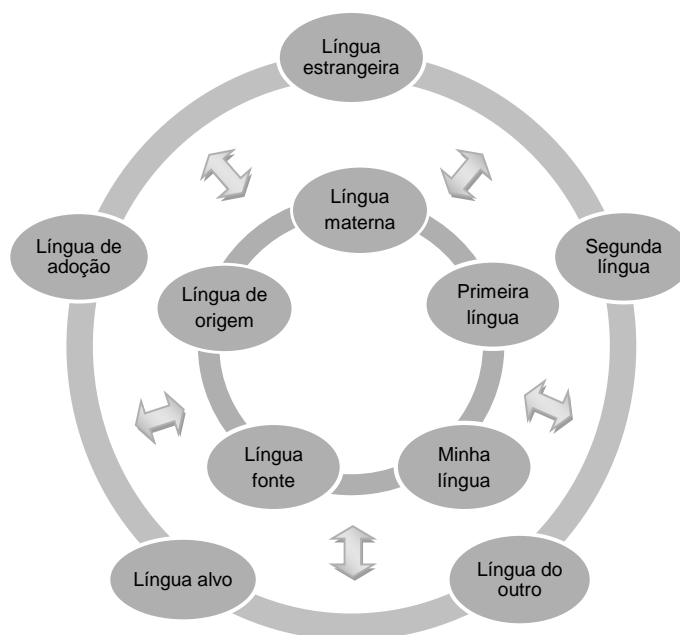 Língua
estrangeira
Língua
materna
Língua de
adoção
Segunda
língua
Língua de
origem
Primeira
língua
Língua
fonte
Minha
língua
Língua alvo
Língua do
outro